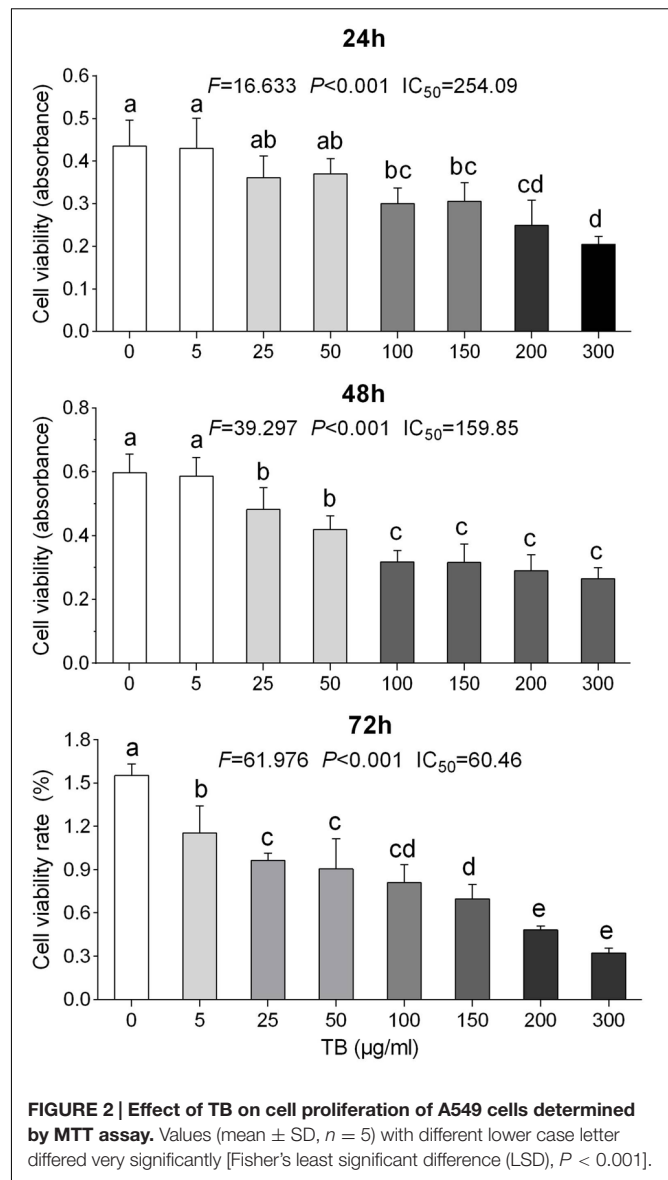 24h
F=16.633 P<0.001 IC50=254.09
Cell viability (absorbance)
0.6
0.5
0.4
0.3
0.2
0.1
0.0
a a ab ab bc bc cd d
0 5 25 50 100 150 200 300
48h
F=39.297 P<0.001 IC50=159.85
Cell viability (absorbance)
0.8
0.6
0.4
0.2
0.0
a a b b c c c c
0 5 25 50 100 150 200 300
72h
F=61.976 P<0.001 IC50=60.46
Cell viability rate (%)
1.8
1.5
1.2
0.9
0.6
0.3
0.0
a b c c cd d e e
0 5 25 50 100 150 200 300
TB (µg/ml)
FIGURE 2 | Effect of TB on cell proliferation of A549 cells determined
by MTT assay. Values (mean ± SD, n = 5) with different lower case letter
differed very significantly [Fisher's least significant difference (LSD), P < 0.001].